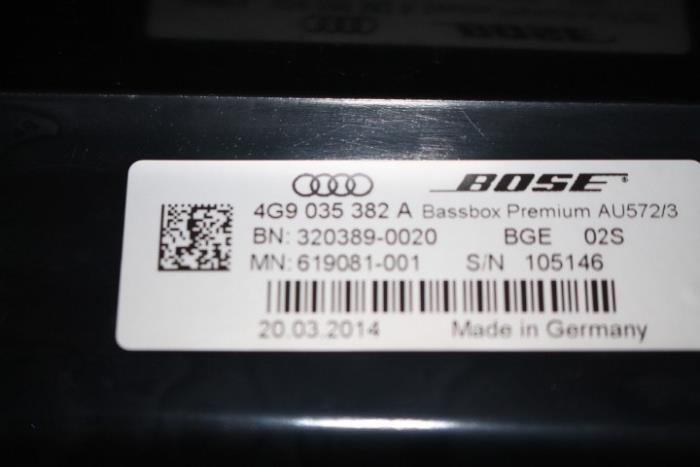 BOSE
4G9 035 382 A Bassbox Premium AU572/3
BN: 320389-0020 BGE 02S
MN: 619081-001 S/N 105146
20.03.2014 Made in Germany